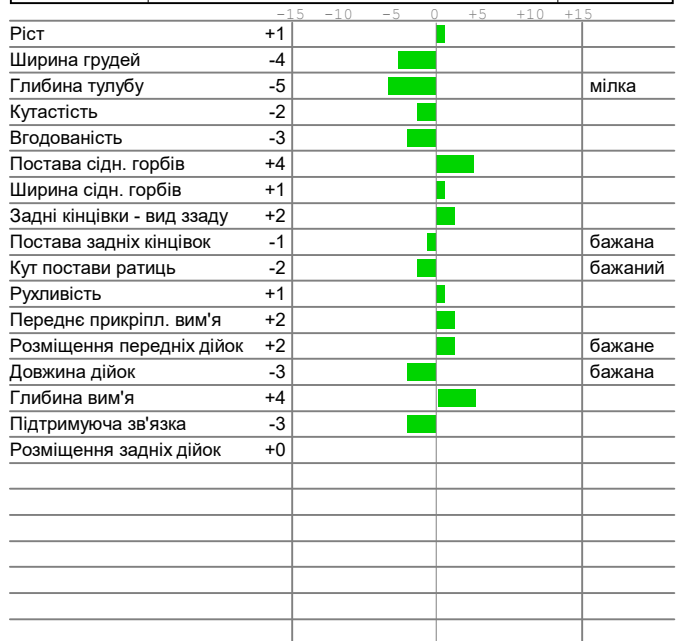 -15 -10 -5 0 +5 +10 +15
Ріст +1
Ширина грудей -4
Глибина тулубу -5 мілка
Кутастість -2
Вгодованість -3
Постава сідн. горбів +4
Ширина сідн. горбів +1
Задні кінцівки - вид ззаду +2
Постава задніх кінцівок -1 бажана
Кут постави ратиць -2 бажаний
Рухливість +1
Переднє прикріпл. вим'я +2
Розміщення передніх дійок +2 бажане
Довжина дійок -3 бажана
Глибина вим'я +4
Підтримуюча зв'язка -3
Розміщення задніх дійок +0